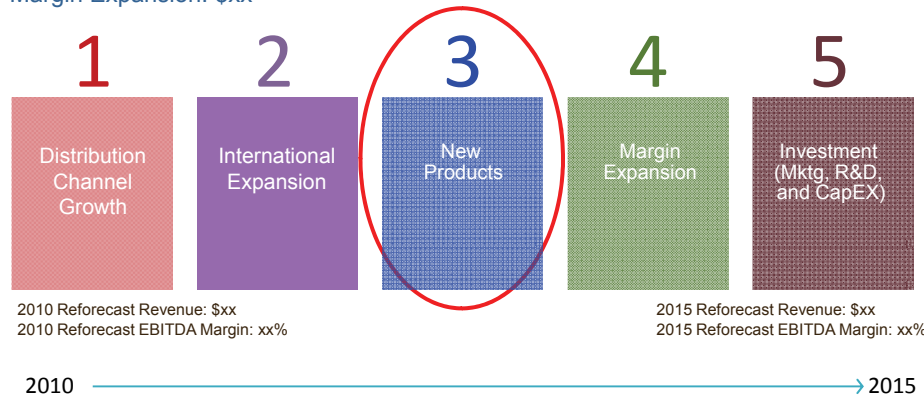 Margin Expansion: $xx
1
2
3
4
5
Distribution
Channel
Growth
International
Expansion
New
Products
Margin
Expansion
Investment
(Mktg, R&D,
and CapEX)
2010 Reforecast Revenue: $xx
2010 Reforecast EBITDA Margin: xx%
2015 Reforecast Revenue: $xx
2015 Reforecast EBITDA Margin: xx%
2010
2015